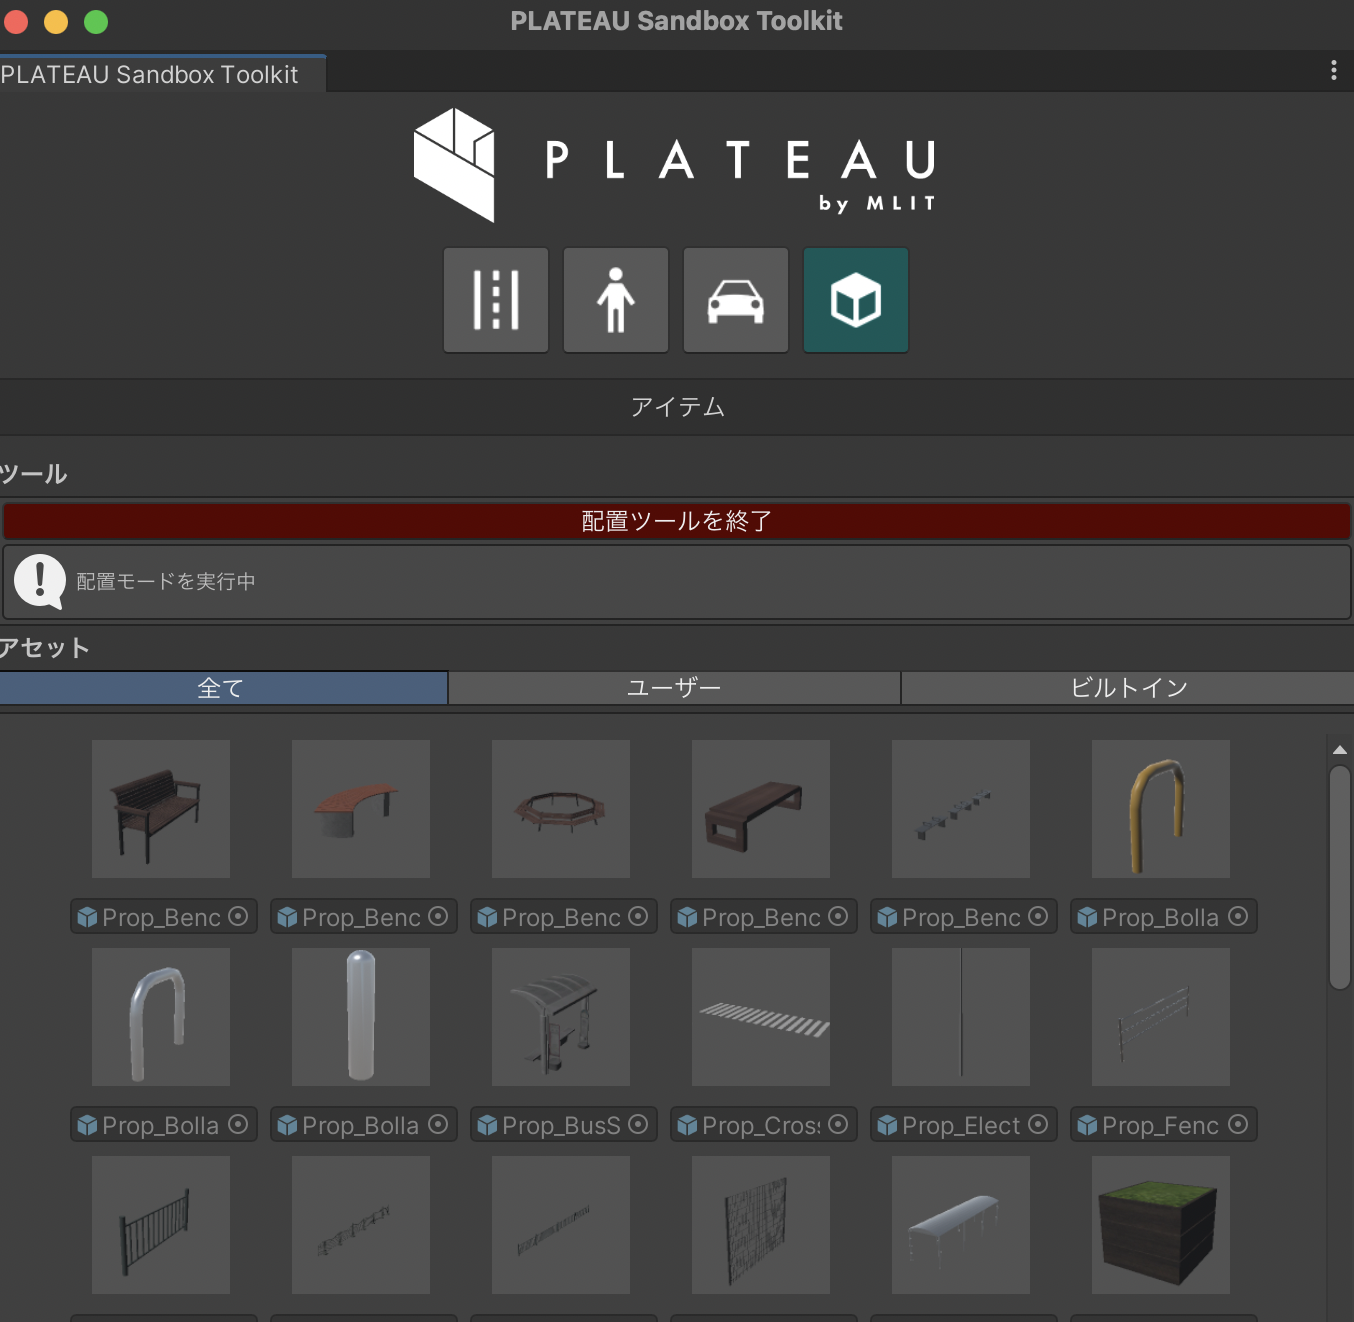 PLATEAU Sandbox Toolkit
PLATEAU Sandbox Toolkit
PLATEAU
by MLIT
アイテム
ツール
配置ツールを終了
配置モードを実行中
アセット
全て ユーザー ビルトイン
Prop_Benc Prop_Benc Prop_Benc Prop_Benc Prop_Benc Prop_Bolla
Prop_Bolla Prop_Bolla Prop_BusS Prop_Cros Prop_Elect Prop_Fenc